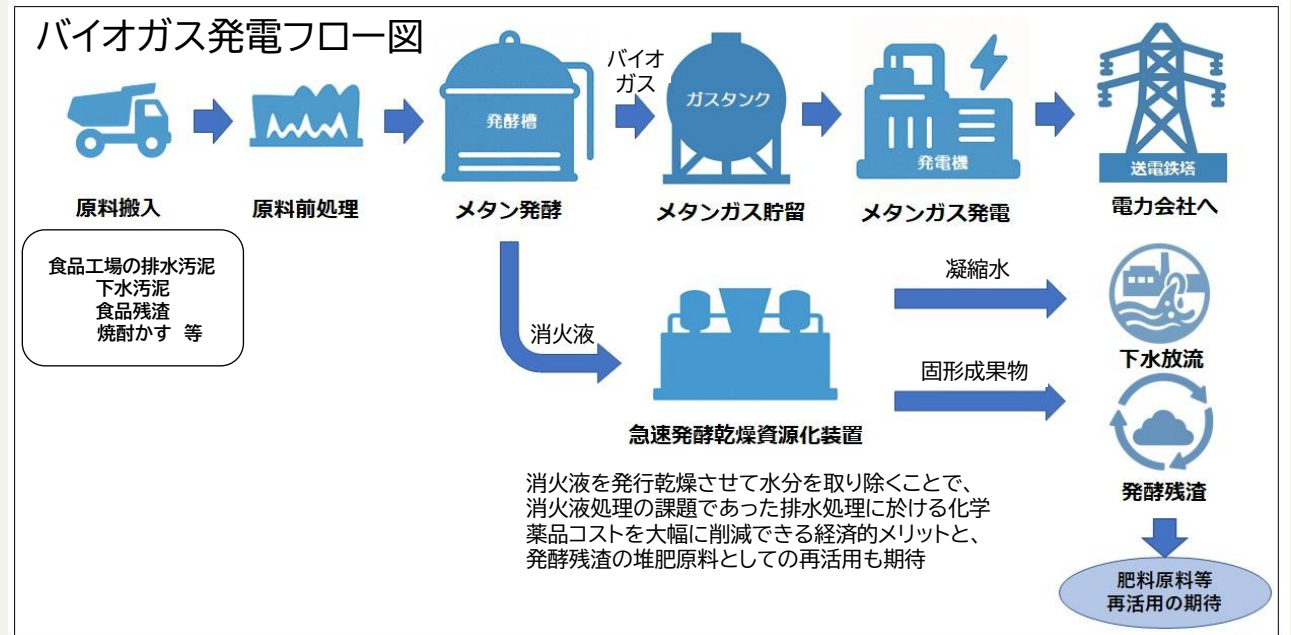 バイオガス発電フロー図
バイオ
ガス
発酵槽
ガスタンク
発電機
送電鉄塔
原料搬入
原料前処理
メタン発酵
メタンガス貯留
メタンガス発電
電力会社へ
食品工場の排水汚泥
下水汚泥
食品残渣
焼酎かす 等
消火液
凝縮水
固形成果物
下水放流
急速発酵乾燥資源化装置
発酵残渣
消火液を発行乾燥させて水分を取り除くことで、
消火液処理の課題であった排水処理に於ける化学
薬品コストを大幅に削減できる経済的メリットと、
発酵残渣の堆肥原料としての再活用も期待
肥料原料等
再活用の期待